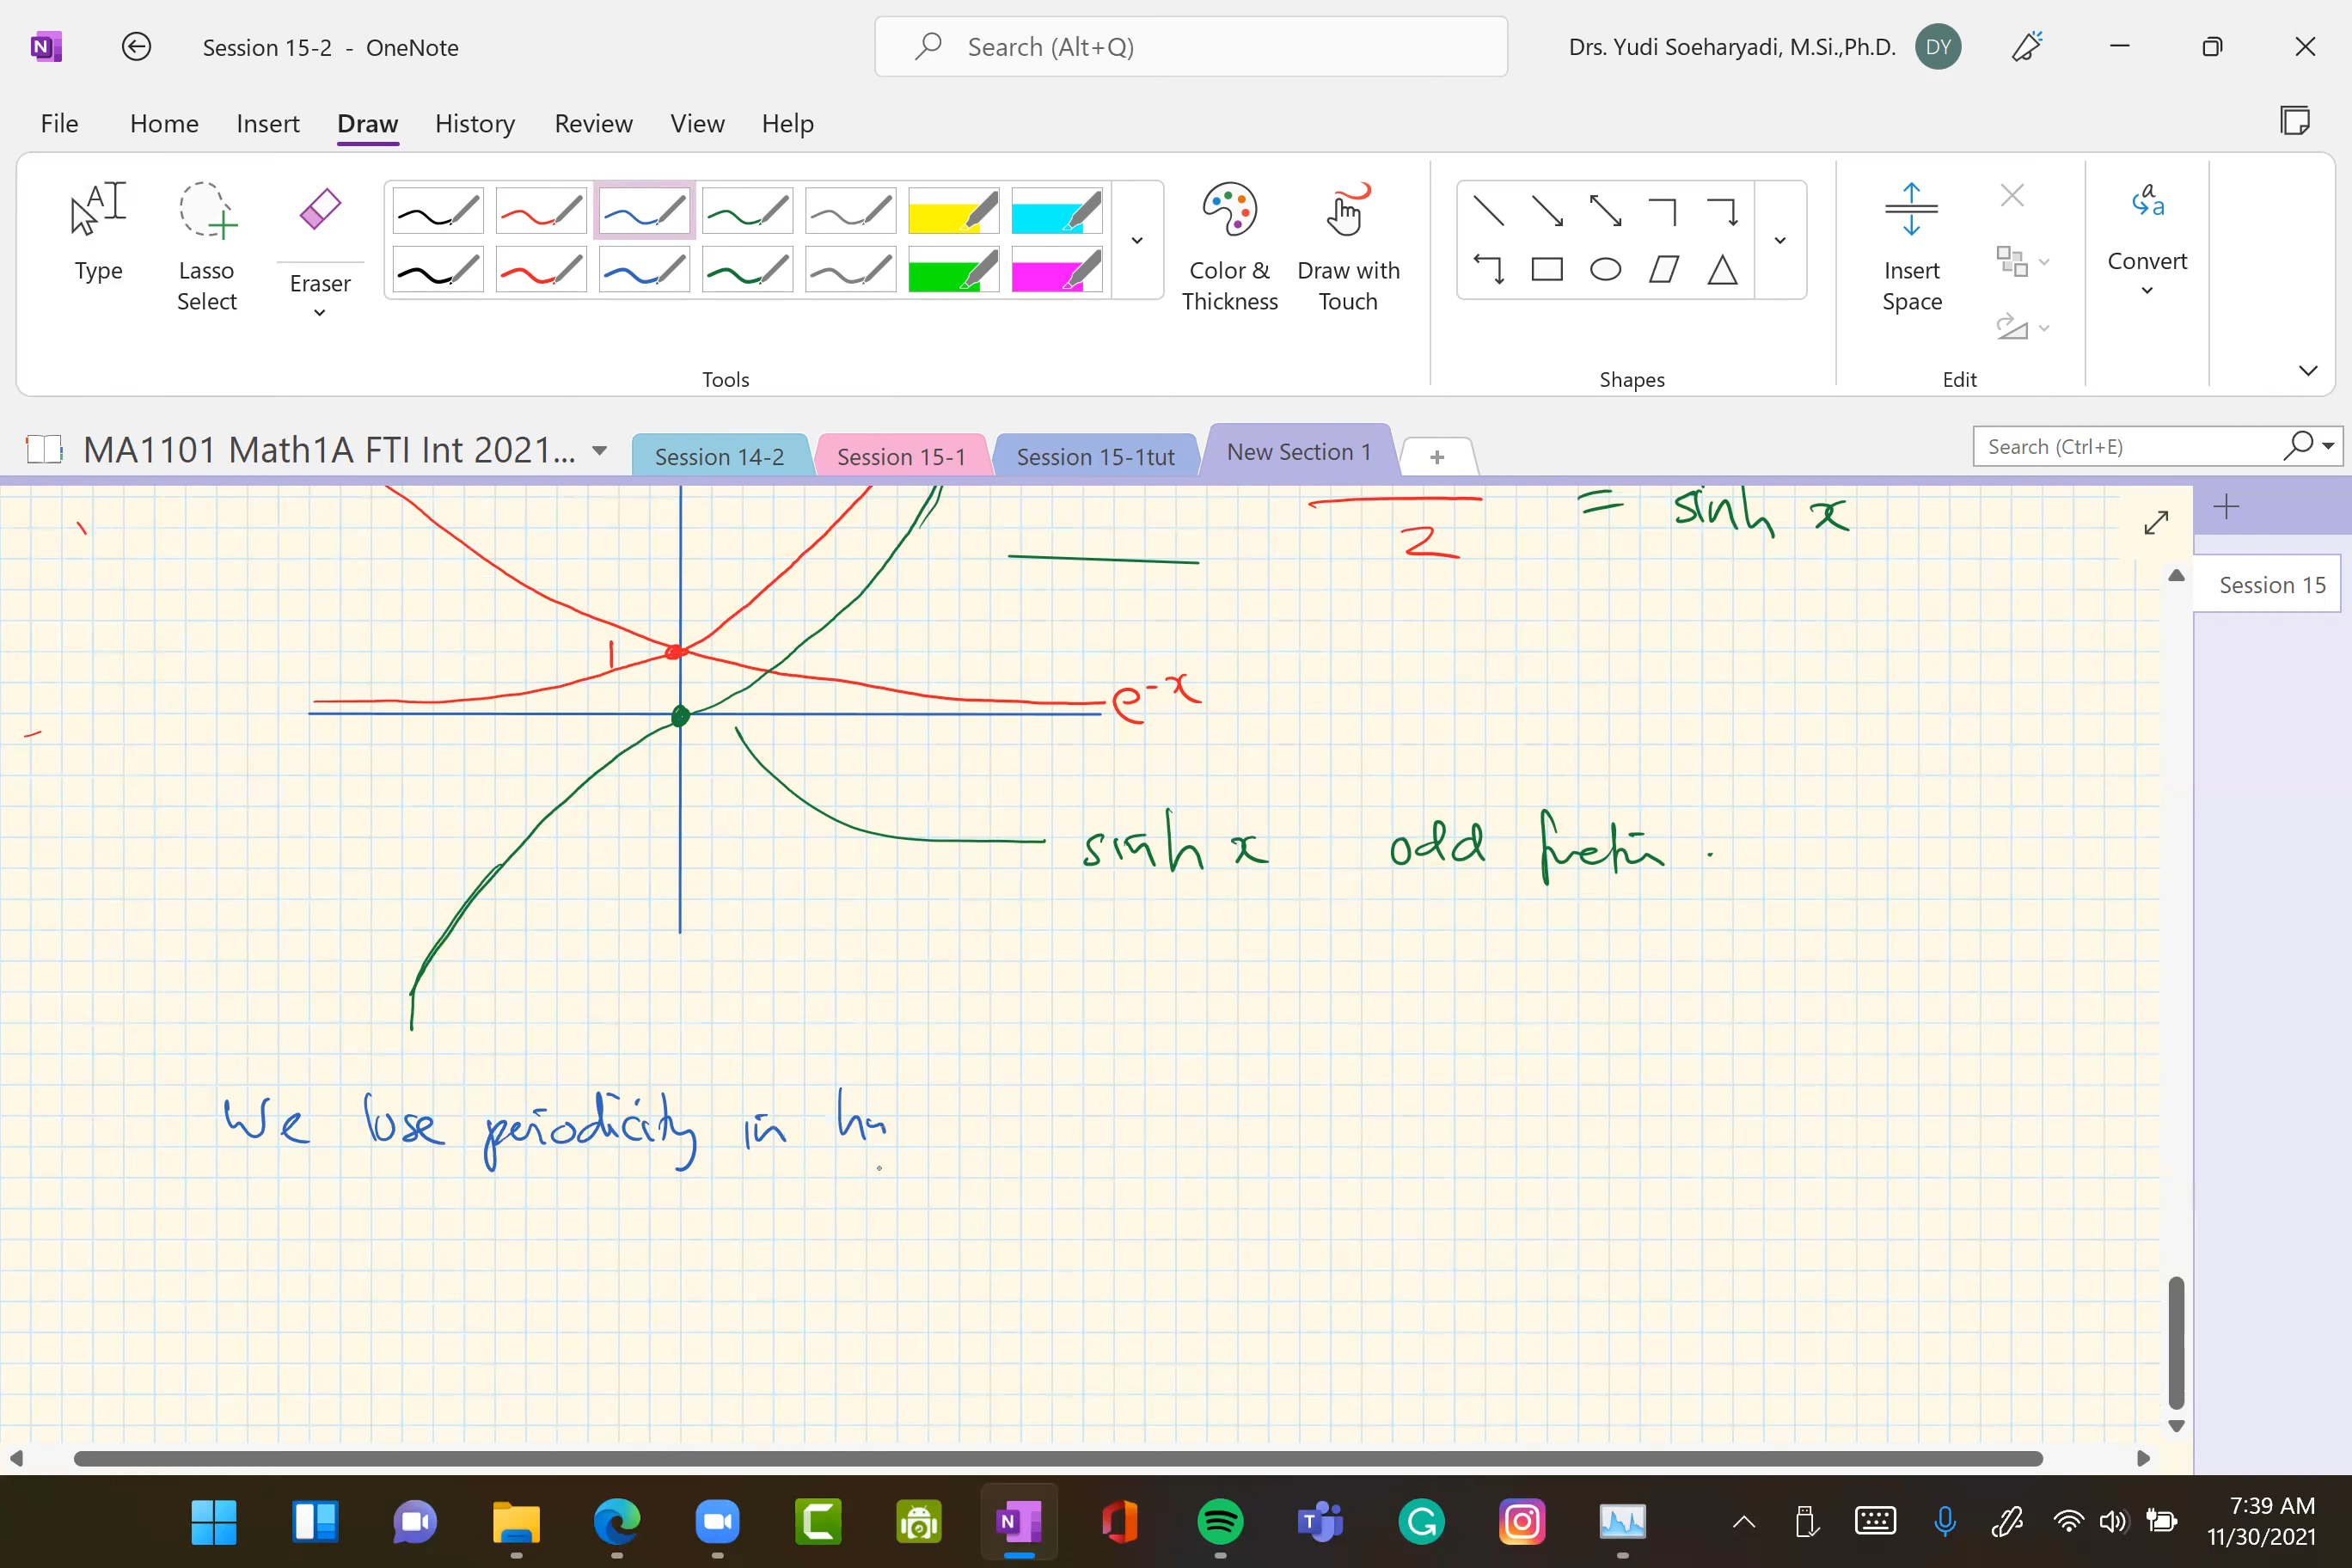 Session 15-2 - OneNote
Search (Alt+Q)
Drs. Yudi Soeharyadi, M.Si.,Ph.D.
DY
File Home Insert Draw History Review View Help
Type
Lasso Select
Eraser
Color & Thickness
Draw with Touch
Insert Space
Convert
Tools
Shapes
Edit
MA1101 Math1A FTI Int 2021...
Session 14-2
Session 15-1
Session 15-1tut
New Section 1
Search (Ctrl+E)
Session 15
2
= sinh x
1
e^-x
sinh x odd
We lose periodicity in
7:39 AM
11/30/2021